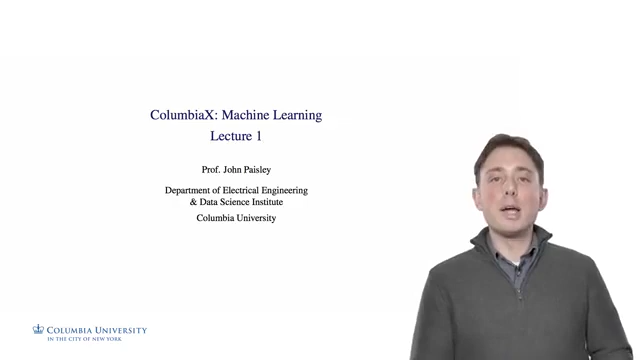 ColumbiaX: Machine Learning
Lecture 1
Prof. John Paisley
Department of Electrical Engineering
& Data Science Institute
Columbia University
COLUMBIA UNIVERSITY
IN THE CITY OF NEW YORK